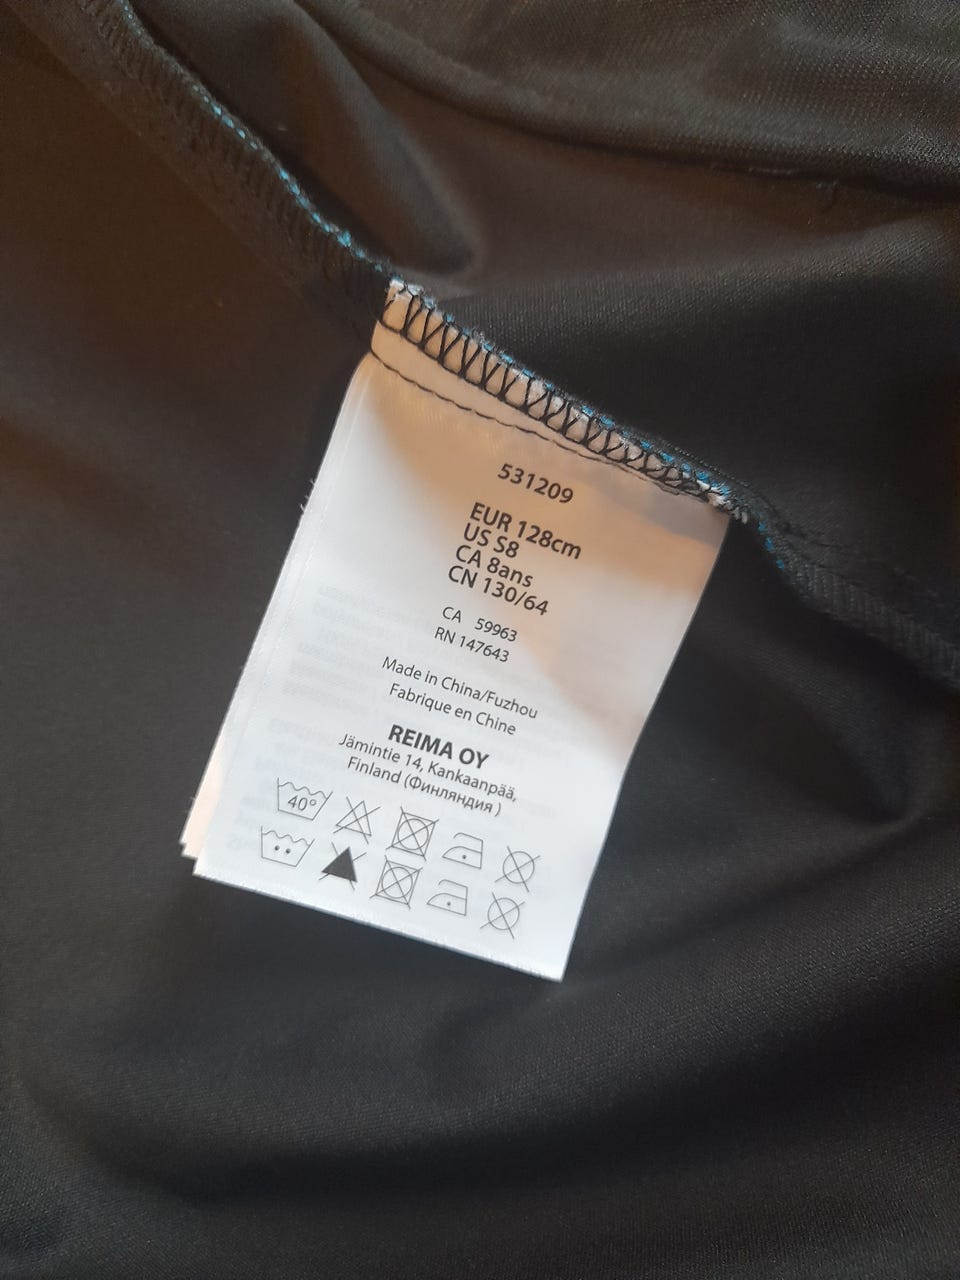 531209
EUR 128cm
US S8
CA 8ans
CN 130/64
CA 59963
RN 147643
Made in China/Fuzhou
Fabrique en Chine
REIMA OY
Jämintie 14, Kankaanpää,
Finland (Финляндия )
40°